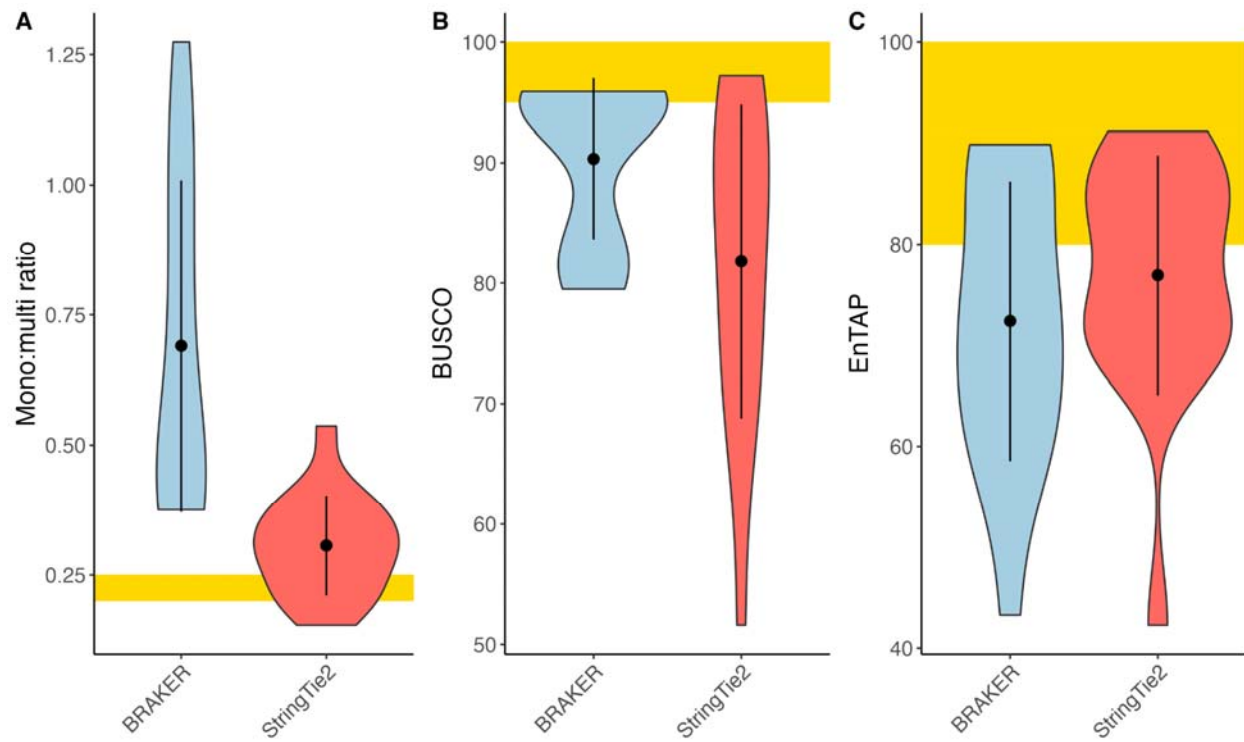 A
Mono:multi ratio
1.25
1.00
0.75
0.50
0.25
BRAKER
StringTie2
B
BUSCO
100
90
80
70
60
50
BRAKER
StringTie2
C
EnTAP
100
80
60
40
BRAKER
StringTie2